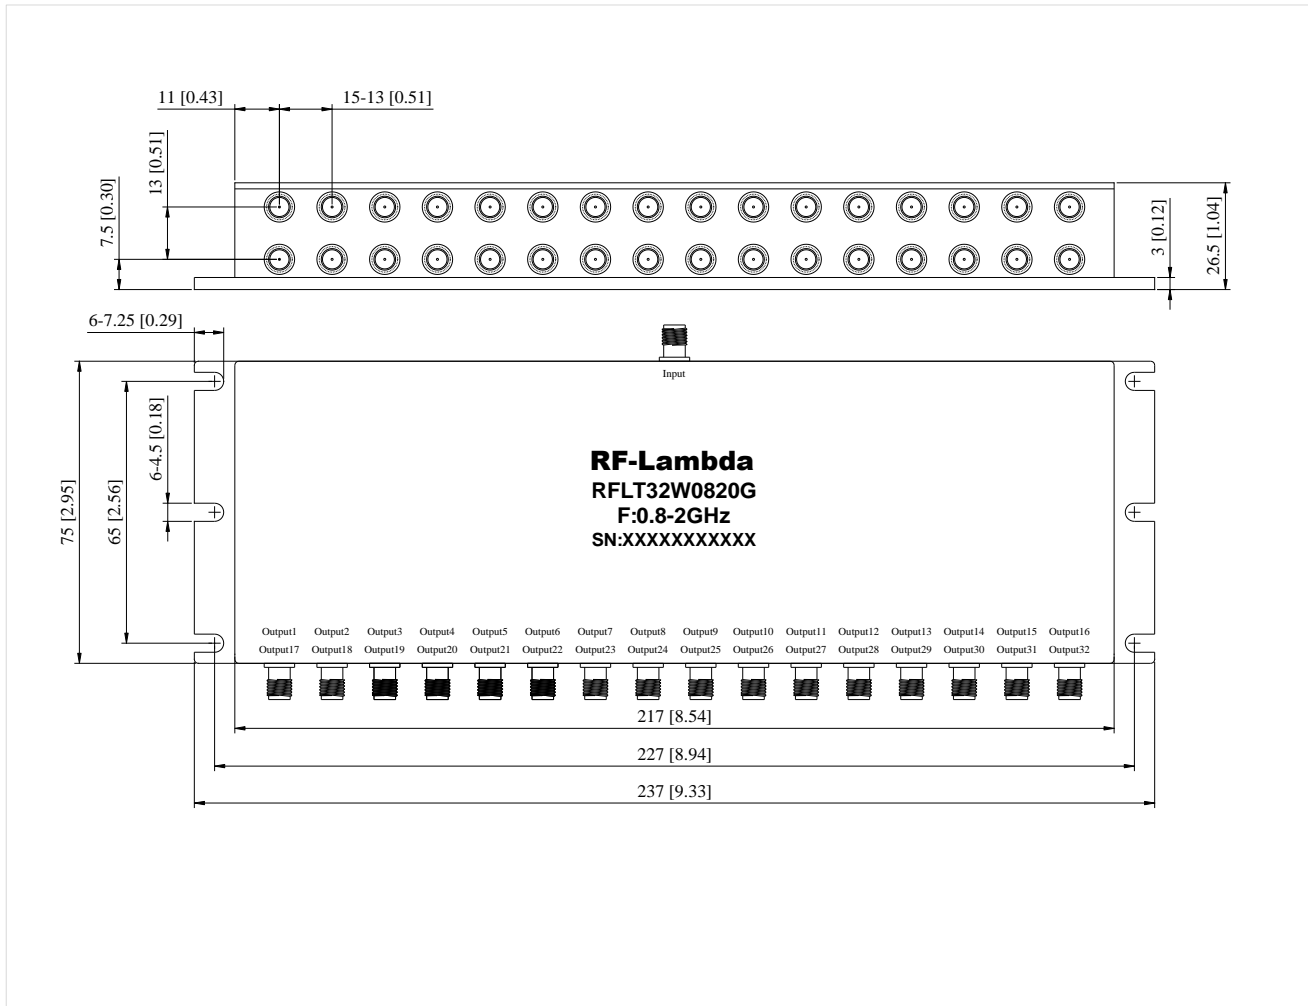 11 [0.43]
15-13 [0.51]
13 [0.51]
7.5 [0.30]
3 [0.12]
26.5 [1.04]
6-7.25 [0.29]
Input
75 [2.95]
65 [2.56]
6-4.5 [0.18]
RF-Lambda
RFLT32W0820G
F:0.8-2GHz
SN:XXXXXXXXXXX
Output1 Output2 Output3 Output4 Output5 Output6 Output7 Output8 Output9 Output10 Output11 Output12 Output13 Output14 Output15 Output16
Output17 Output18 Output19 Output20 Output21 Output22 Output23 Output24 Output25 Output26 Output27 Output28 Output29 Output30 Output31 Output32
217 [8.54]
227 [8.94]
237 [9.33]